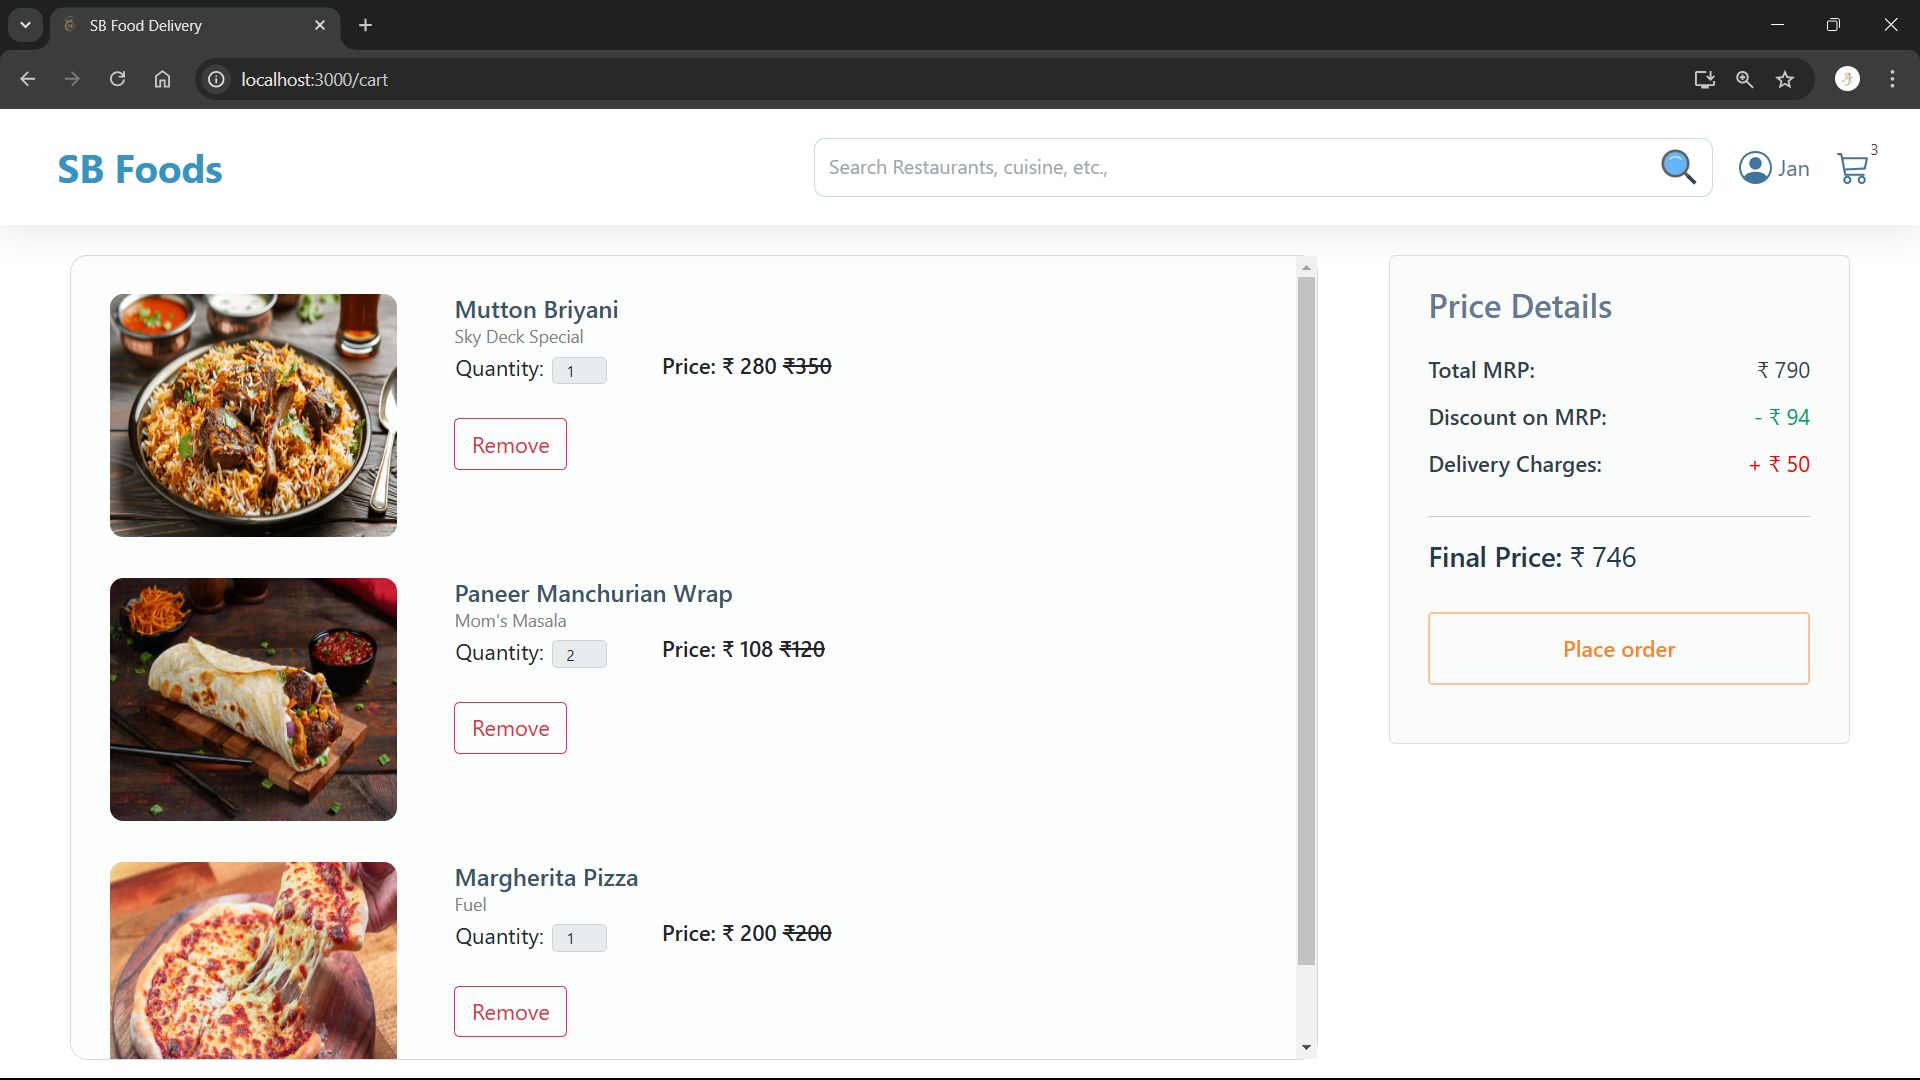 SB Food Delivery
localhost:3000/cart
SB Foods
Search Restaurants, cuisine, etc.,
Jan
3
Mutton Briyani
Sky Deck Special
Quantity: 1
Price: ₹ 280 ₹350
Remove
Paneer Manchurian Wrap
Mom's Masala
Quantity: 2
Price: ₹ 108 ₹120
Remove
Margherita Pizza
Fuel
Quantity: 1
Price: ₹ 200 ₹200
Remove
Price Details
Total MRP: ₹ 790
Discount on MRP: - ₹ 94
Delivery Charges: + ₹ 50
Final Price: ₹ 746
Place order